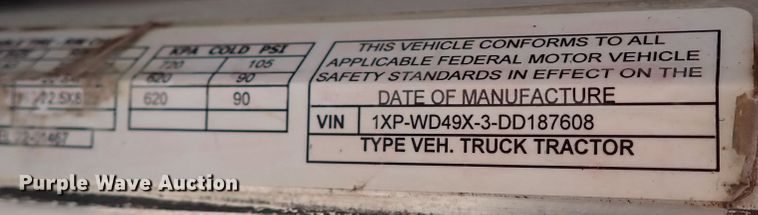 KPA COLD PSI
720 105
620 90
620 90
22.5X8
THIS VEHICLE CONFORMS TO ALL
APPLICABLE FEDERAL MOTOR VEHICLE
SAFETY STANDARDS IN EFFECT ON THE
DATE OF MANUFACTURE
VIN 1XP-WD49X-3-DD187608
TYPE VEH. TRUCK TRACTOR
Purple Wave Auction